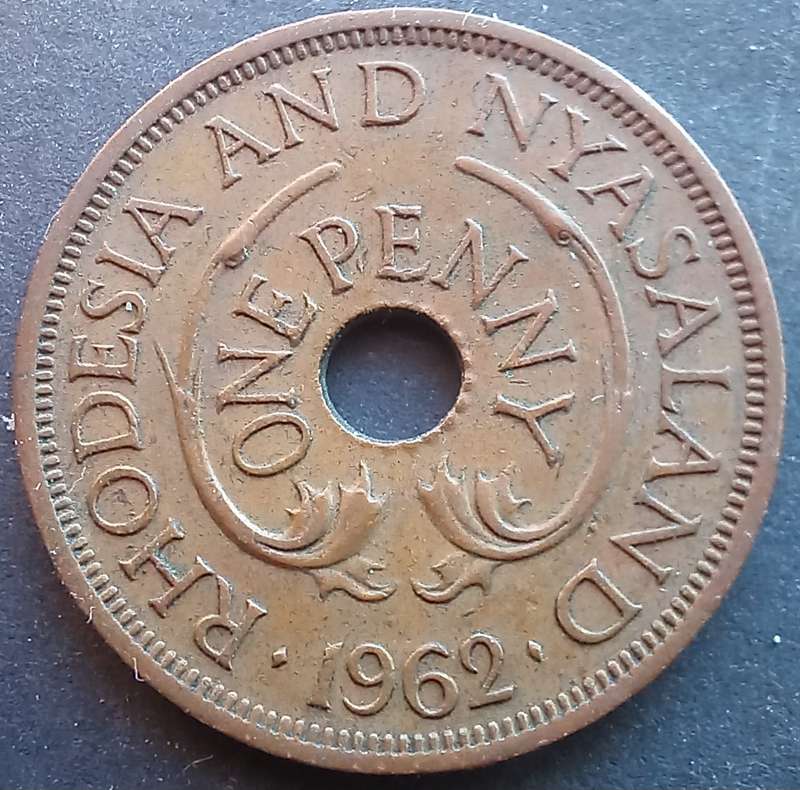 RHODESIA AND NYASALAND
ONE PENNY
· 1962 ·